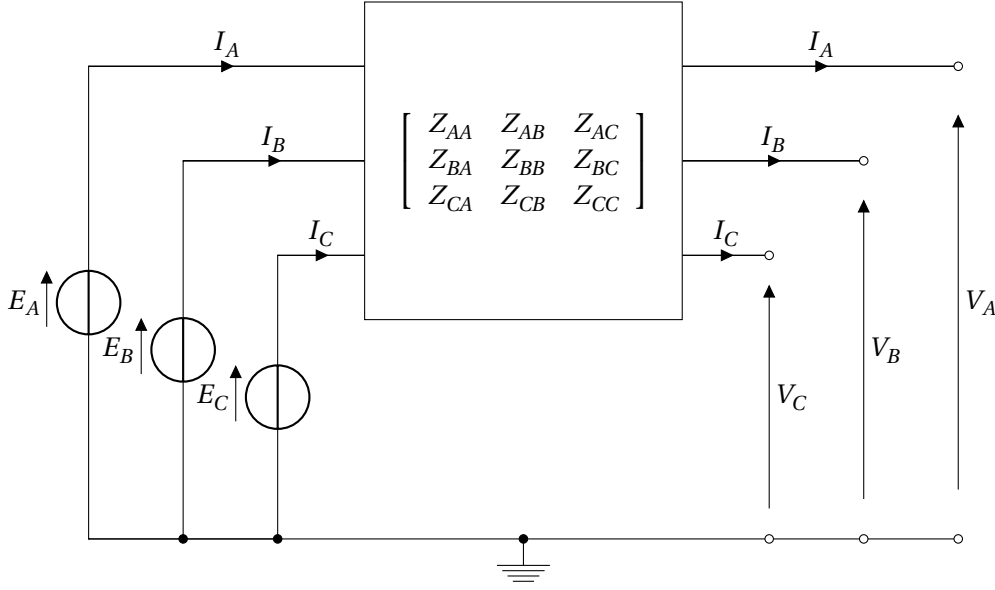 I_A I_A
I_B I_B
I_C I_C
Z_AA Z_AB Z_AC
Z_BA Z_BB Z_BC
Z_CA Z_CB Z_CC
E_A
E_B
E_C
V_A
V_B
V_C